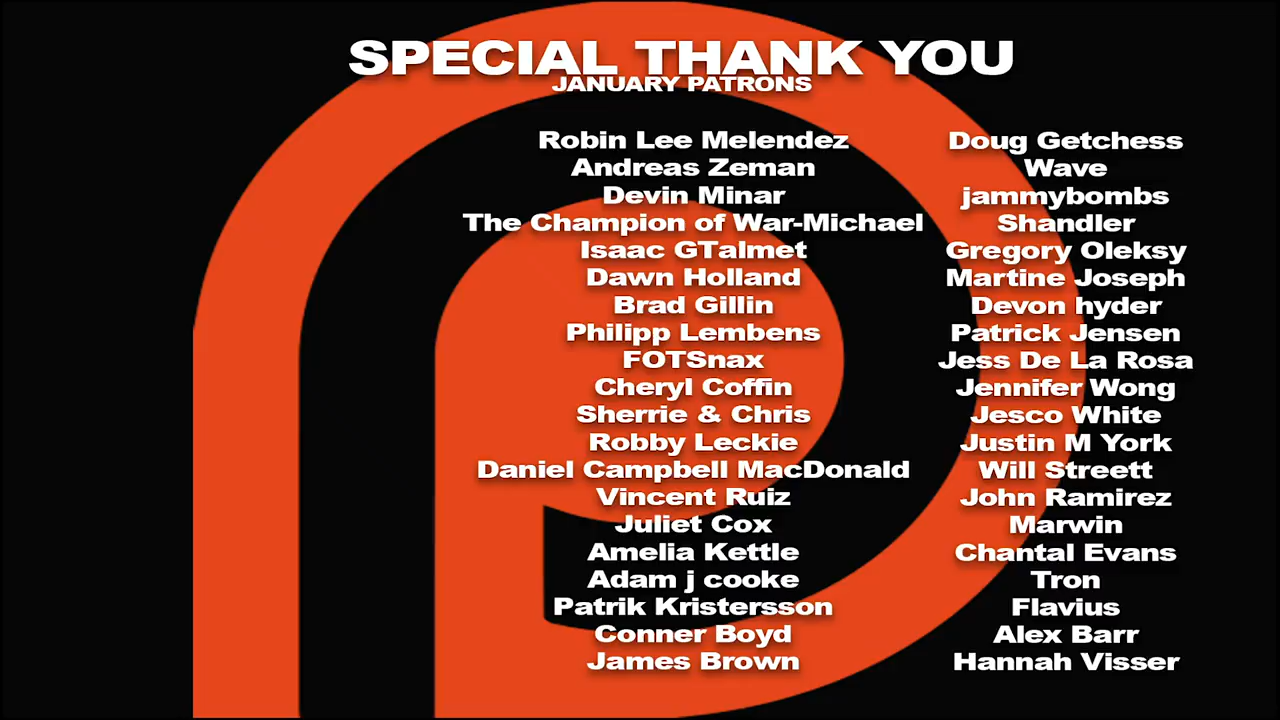 SPECIAL THANK YOU
JANUARY PATRONS
Robin Lee Melendez
Andreas Zeman
Devin Minar
The Champion of War-Michael
Isaac GTalmet
Dawn Holland
Brad Gillin
Philipp Lembens
FOTSnax
Cheryl Coffin
Sherrie & Chris
Robby Leckie
Daniel Campbell MacDonald
Vincent Ruiz
Juliet Cox
Amelia Kettle
Adam j cooke
Patrik Kristersson
Conner Boyd
James Brown
Doug Getchess
Wave
jammybombs
Shandler
Gregory Oleksy
Martine Joseph
Devon hyder
Patrick Jensen
Jess De La Rosa
Jennifer Wong
Jesco White
Justin M York
Will Streett
John Ramirez
Marwin
Chantal Evans
Tron
Flavius
Alex Barr
Hannah Visser